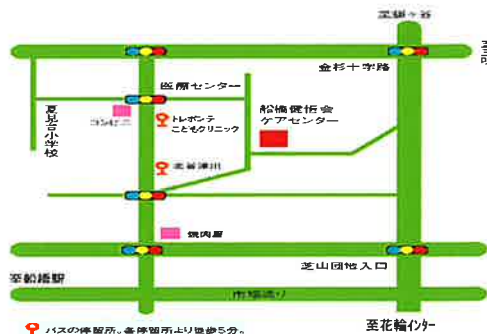 至鎌ヶ谷
金杉十字路
医療センター
夏見台小学校
コンビニ
トレポンテ
こどもクリニック
船橋健恒会
ケアセンター
北谷津川
焼肉屋
芝山団地入口
至船橋駅
市場通り
バスの停留所。各停留所より徒歩5分。
至花輪インター